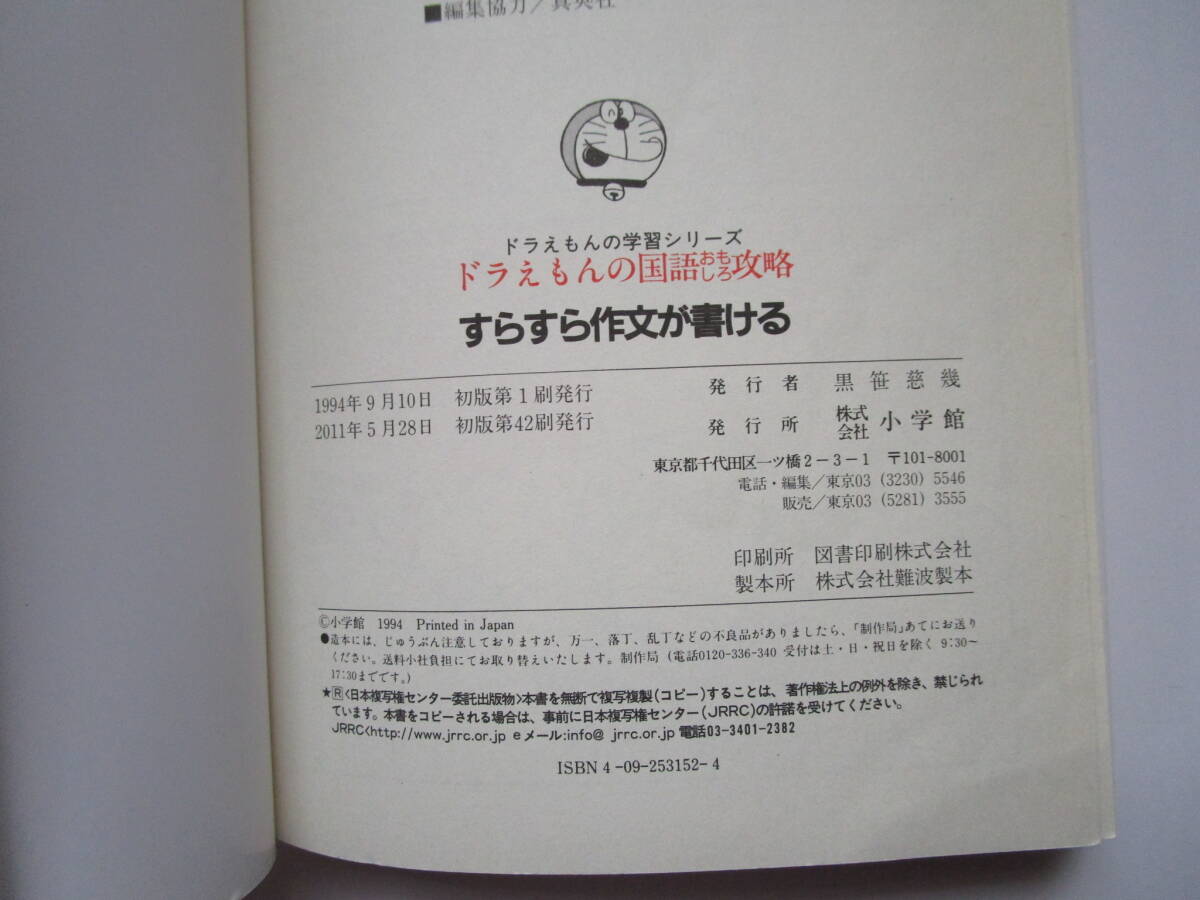 ■編集協力／真英社
ドラえもんの学習シリーズ
ドラえもんの国語おもしろ攻略
すらすら作文が書ける
1994年9月10日 初版第1刷発行
2011年5月28日 初版第42刷発行
発行者 黒笹慈幾
発行所 株式会社 小学館
東京都千代田区一ツ橋2-3-1 〒101-8001
電話・編集／東京03 (3230) 5546
販売／東京03 (5281) 3555
印刷所 図書印刷株式会社
製本所 株式会社難波製本
©小学館 1994 Printed in Japan
●造本には、じゅうぶん注意しておりますが、万一、落丁、乱丁などの不良品がありましたら、「制作局」あてにお送り
ください。送料小社負担にてお取り替えいたします。制作局(電話0120-336-340 受付は土・日・祝日を除く 9:30〜
17:30までです。)
★Ⓡ〈日本複写権センター委託出版物〉本書を無断で複写複製(コピー)することは、著作権法上の例外を除き、禁じられ
ています。本書をコピーされる場合は、事前に日本複写権センター(JRRC)の許諾を受けてください。
JRRC〈http://www.jrrc.or.jp eメール:info@ jrrc.or.jp 電話03-3401-2382
ISBN 4-09-253152-4